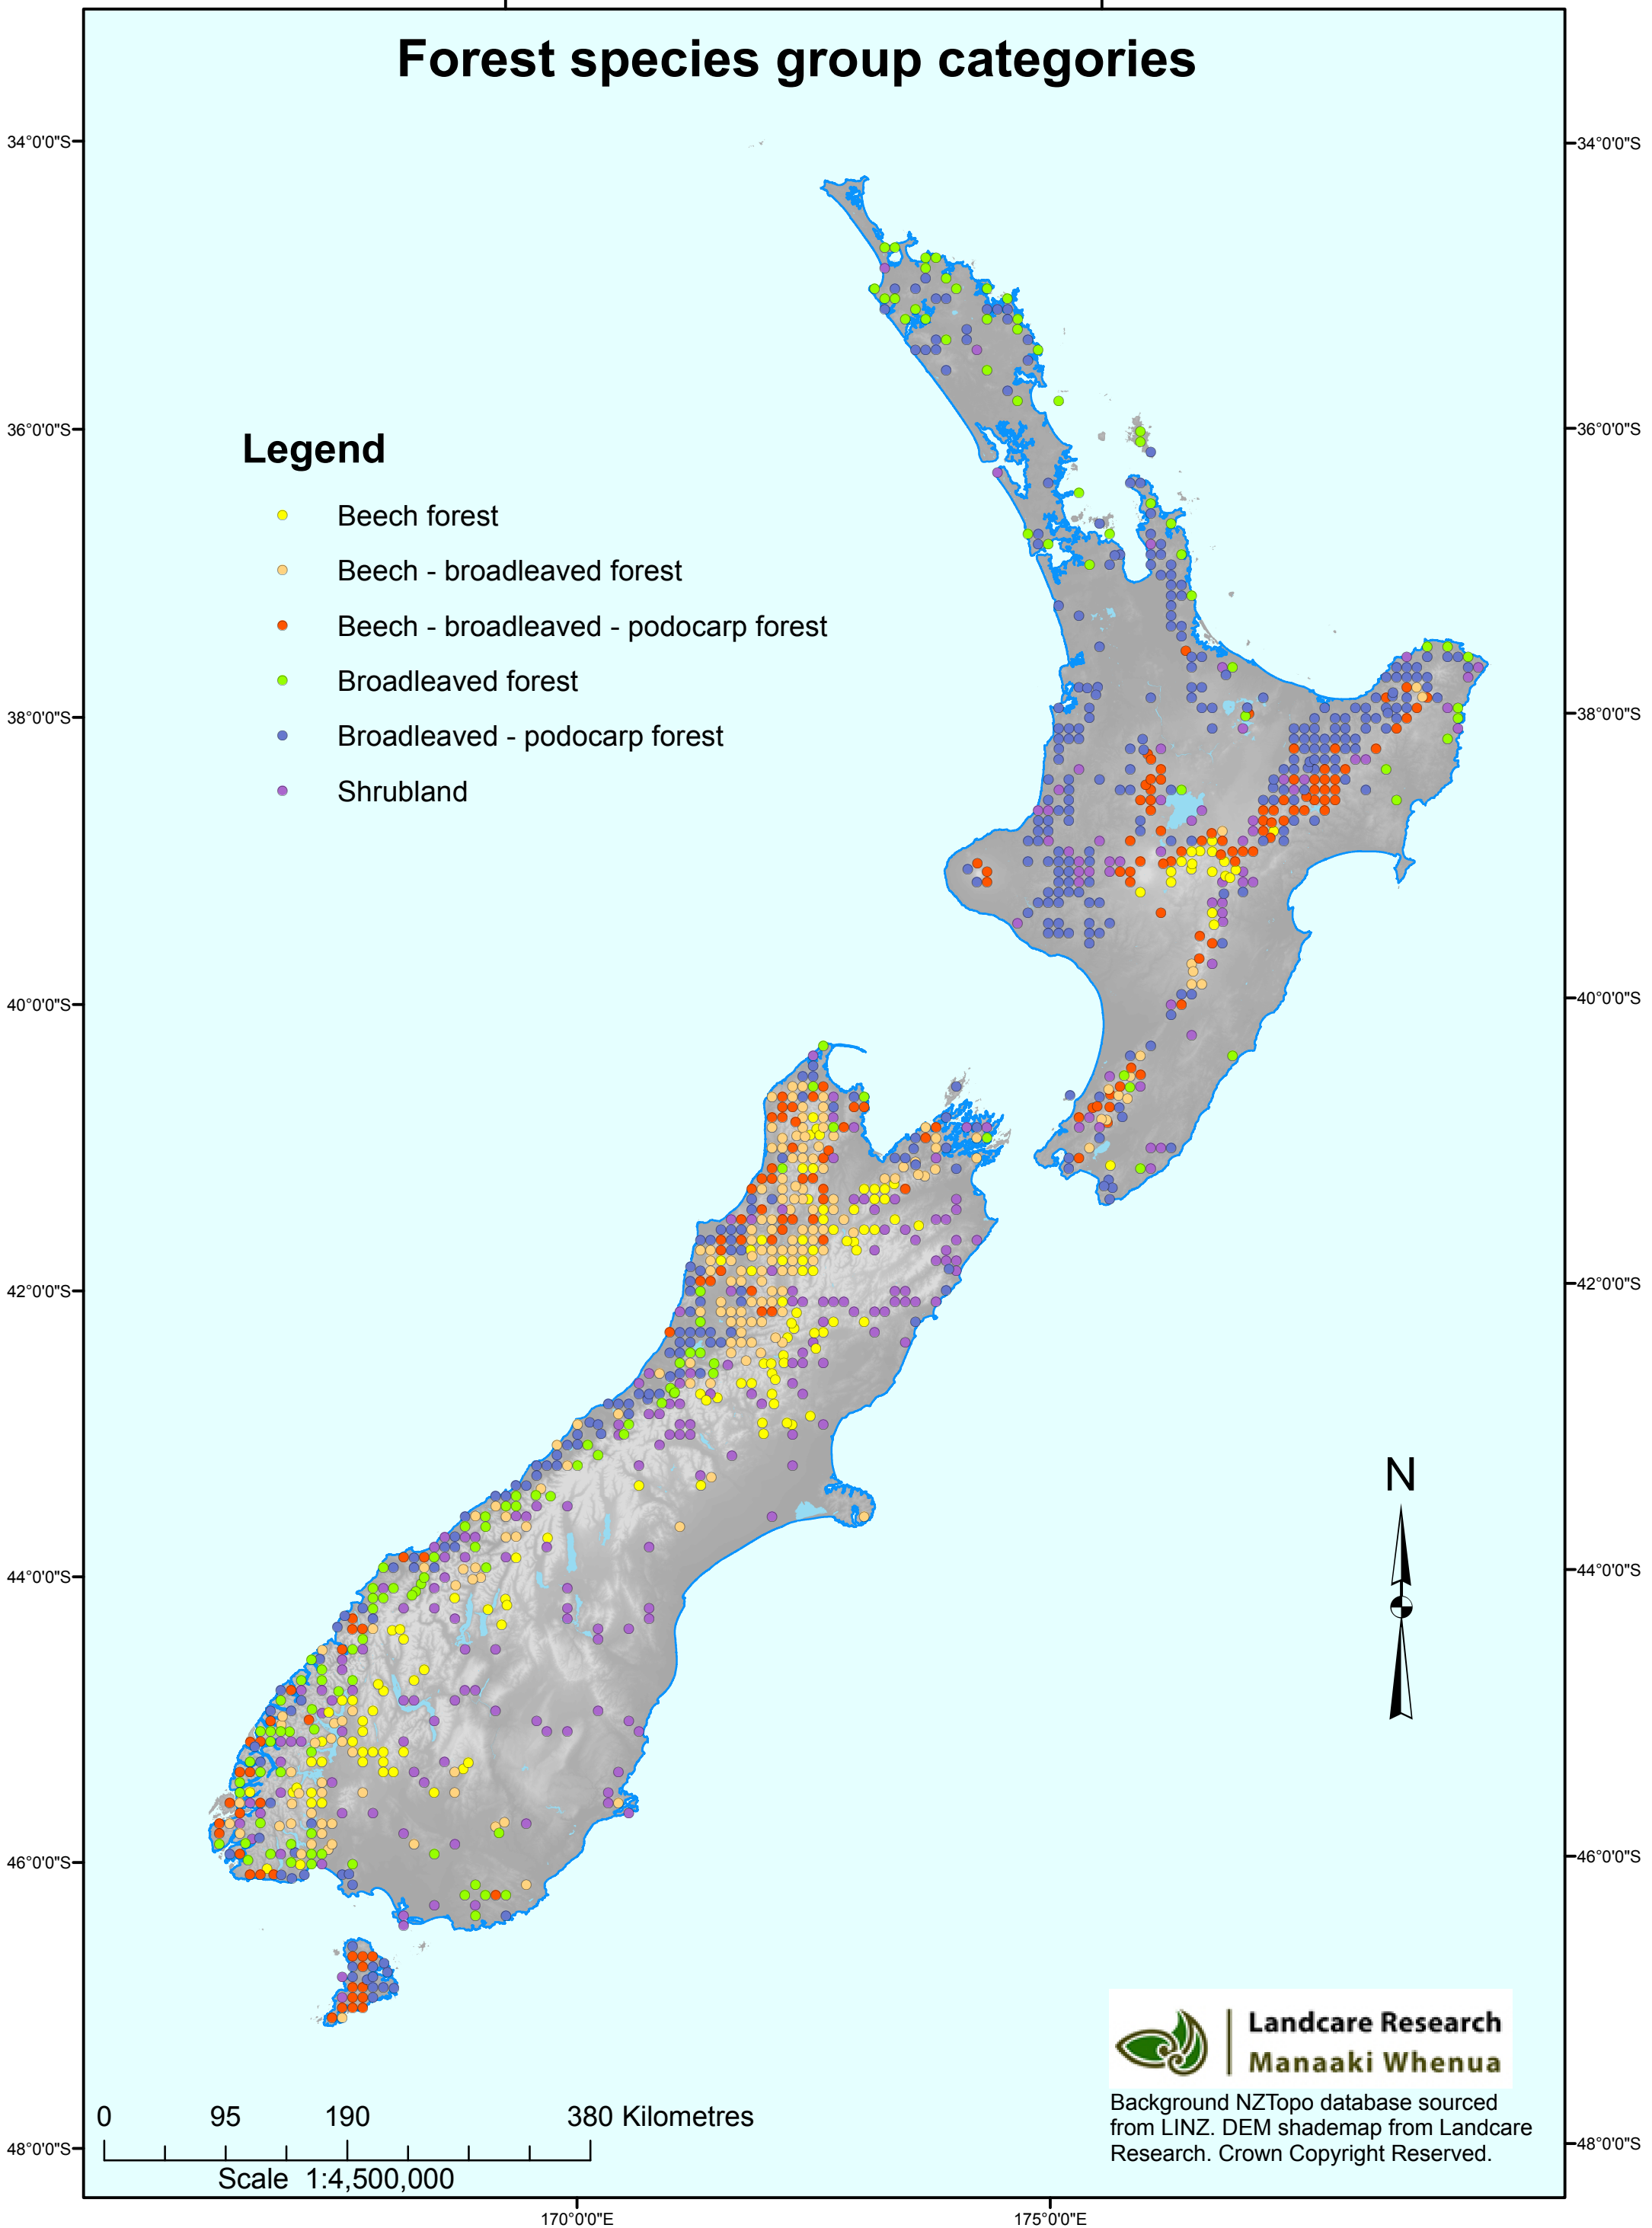 Forest species group categories
34°0'0"S
34°0'0"S
36°0'0"S
36°0'0"S
Legend
Beech forest
Beech - broadleaved forest
Beech - broadleaved - podocarp forest
Broadleaved forest
Broadleaved - podocarp forest
Shrubland
38°0'0"S
38°0'0"S
40°0'0"S
40°0'0"S
42°0'0"S
42°0'0"S
N
44°0'0"S
44°0'0"S
46°0'0"S
46°0'0"S
Landcare Research
Manaaki Whenua
Background NZTopo database sourced
from LINZ. DEM shademap from Landcare
Research. Crown Copyright Reserved.
0 95 190 380 Kilometres
48°0'0"S
48°0'0"S
Scale 1:4,500,000
170°0'0"E
175°0'0"E